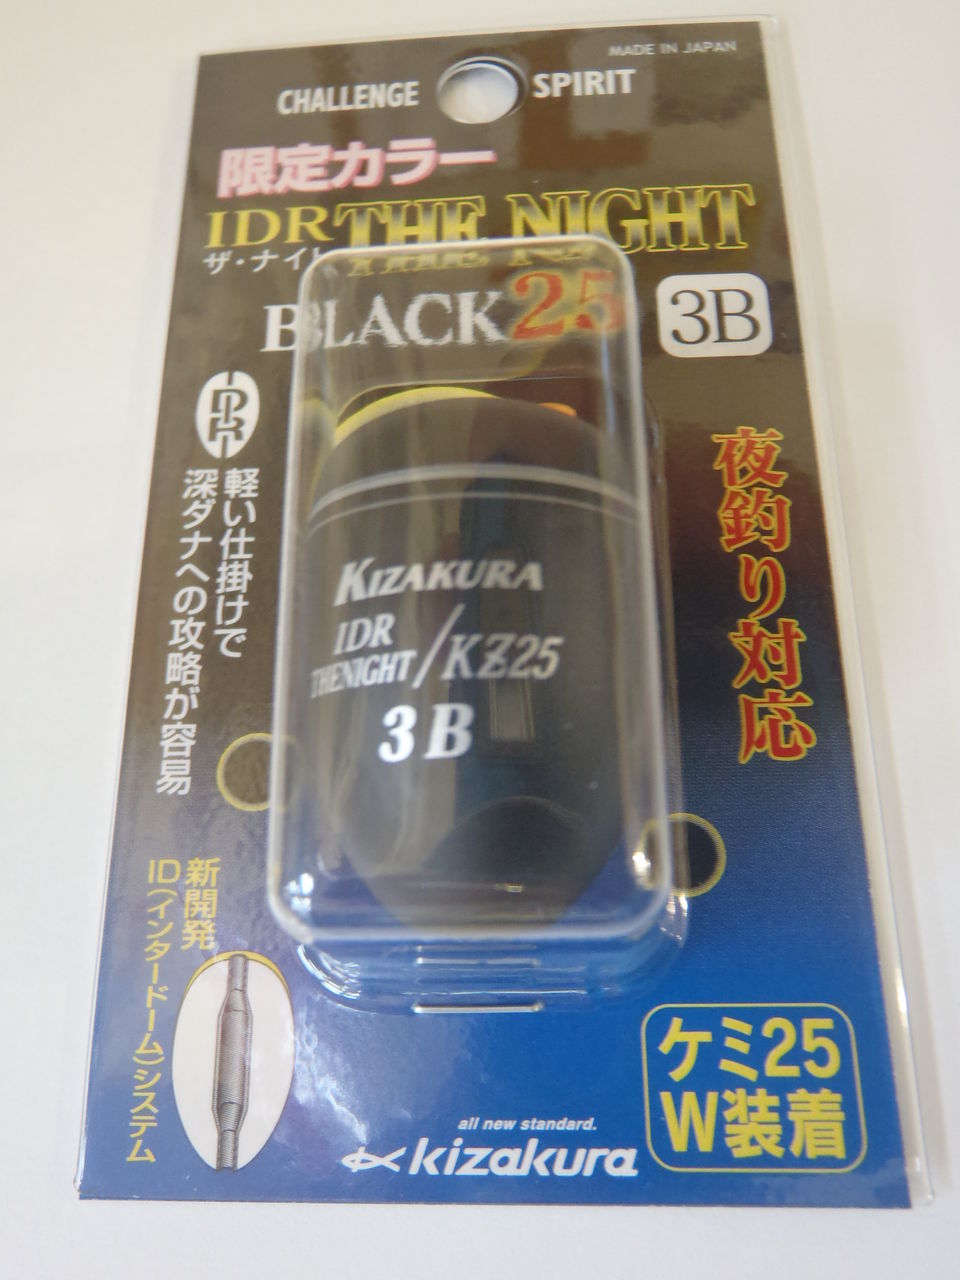 MADE IN JAPAN
CHALLENGE SPIRIT
限定カラー
IDR THE NIGHT
ザ・ナイト
BLACK25 3B
IDR
軽い仕掛けで
深ダナへの攻略が容易
夜釣り対応
KIZAKURA
IDR
THENIGHT/KZ25
3B
新開発
ID(インタードーム)システム
ケミ25
W装着
all new standard.
kizakura